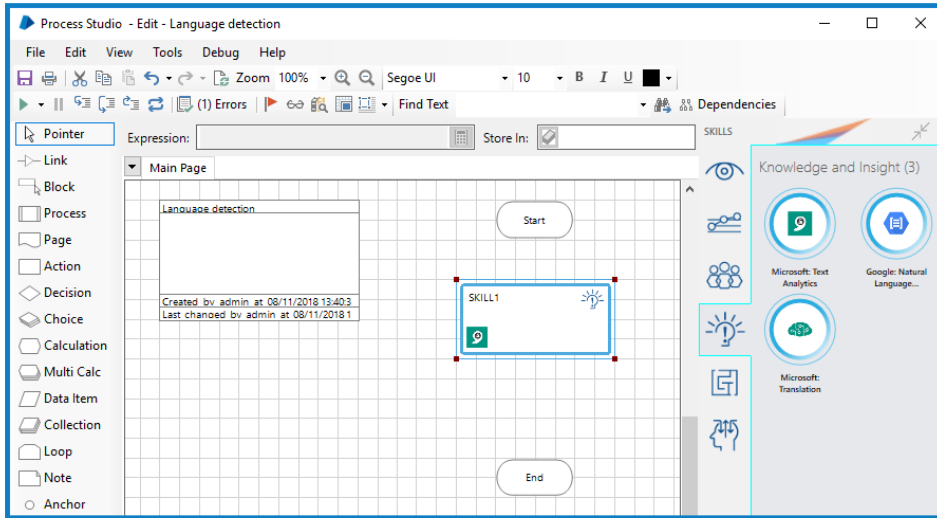 Process Studio - Edit - Language detection
File Edit View Tools Debug Help
Zoom 100% Segoe UI 10 B I U
(1) Errors Find Text Dependencies
Pointer
Link
Block
Process
Page
Action
Decision
Choice
Calculation
Multi Calc
Data Item
Collection
Loop
Note
Anchor
Expression: Store In:
Main Page
Language detection
Created by admin at 08/11/2018 13:40:3
Last changed by admin at 08/11/2018 1
Start
SKILL1
End
SKILLS
Knowledge and Insight (3)
Microsoft: Text
Analytics
Google: Natural
Language...
Microsoft:
Translation